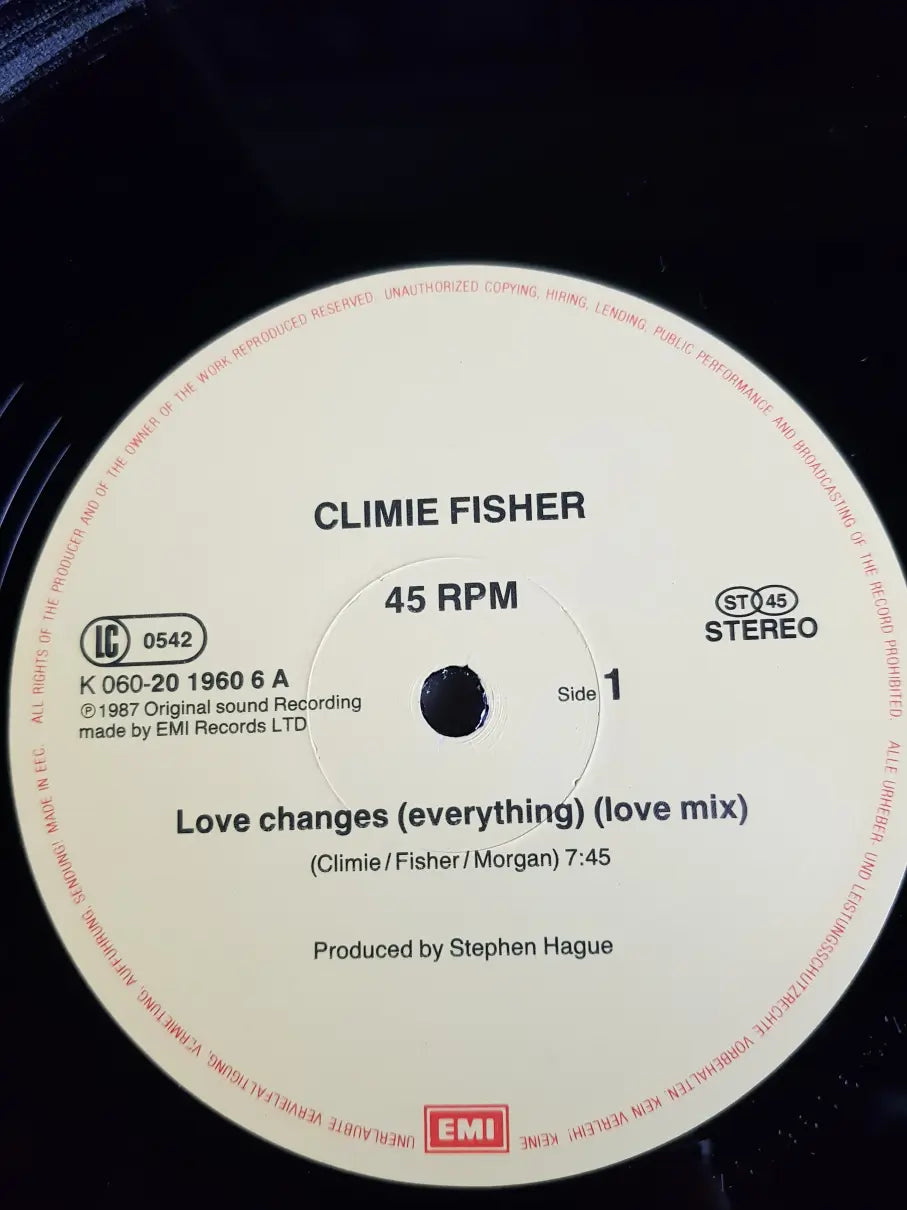 ALL RIGHTS OF THE PRODUCER AND OF THE OWNER OF THE WORK REPRODUCED RESERVED. UNAUTHORIZED COPYING, HIRING, LENDING, PUBLIC PERFORMANCE AND BROADCASTING OF THE RECORD PROHIBITED.
CLIMIE FISHER
45 RPM
LC 0542
ST 45
STEREO
K 060-20 1960 6 A
℗1987 Original sound Recording
made by EMI Records LTD
Side 1
Love changes (everything) (love mix)
(Climie/Fisher/Morgan) 7:45
Produced by Stephen Hague
ALLE URHEBER- UND LEISTUNGSSCHUTZRECHTE VORBEHALTEN. KEIN VERLEIH! KEINE UNERLAUBTE VERVIELFÄLTIGUNG, VERMIETUNG, AUFFÜHRUNG, SENDUNG! MADE IN EEC.
EMI